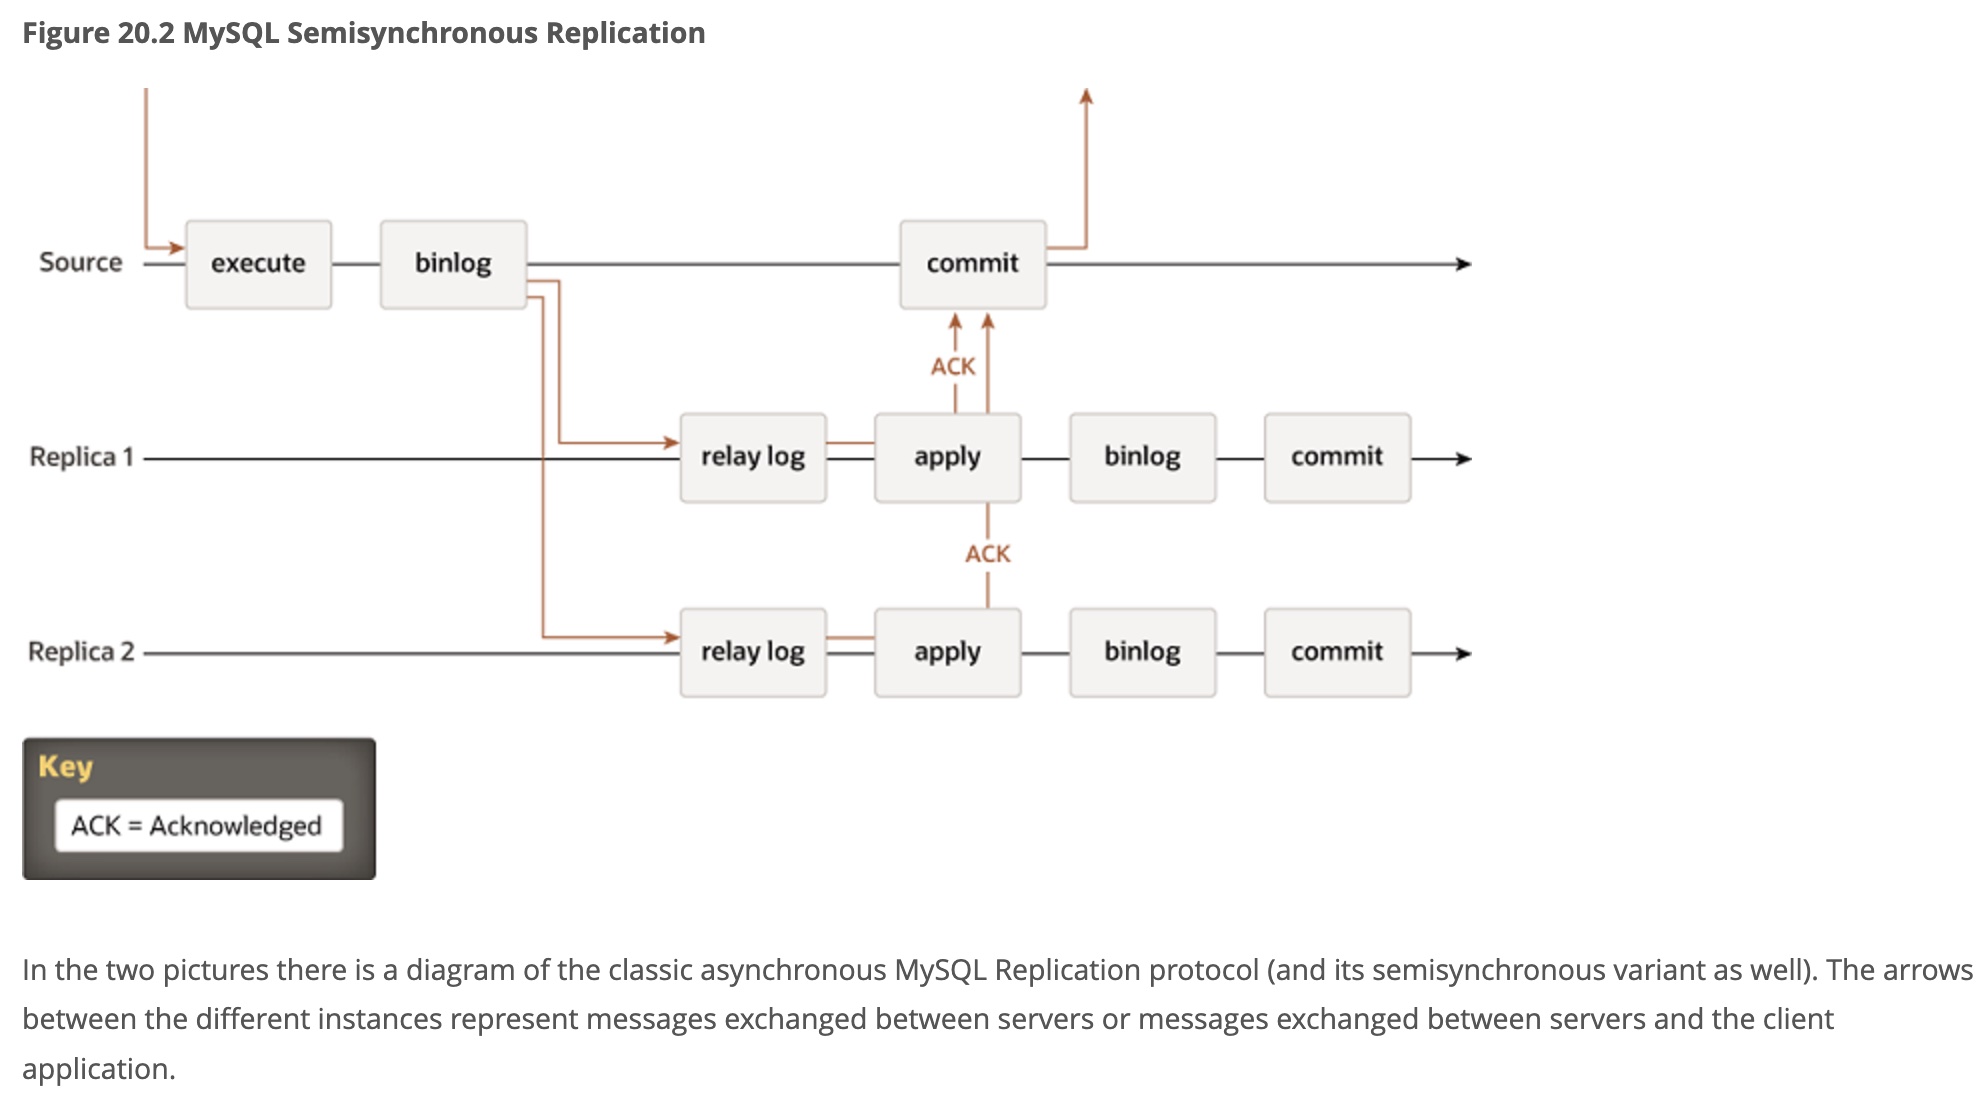 Figure 20.2 MySQL Semisynchronous Replication
Source
execute
binlog
commit
ACK
Replica 1
relay log
apply
binlog
commit
ACK
Replica 2
relay log
apply
binlog
commit
Key
ACK = Acknowledged
In the two pictures there is a diagram of the classic asynchronous MySQL Replication protocol (and its semisynchronous variant as well). The arrows
between the different instances represent messages exchanged between servers or messages exchanged between servers and the client
application.